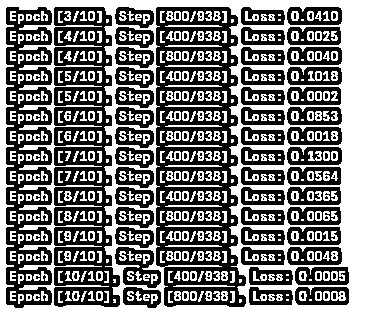 Epoch [3/10], Step [800/938], Loss: 0.0410
Epoch [4/10], Step [400/938], Loss: 0.0025
Epoch [4/10], Step [800/938], Loss: 0.0040
Epoch [5/10], Step [400/938], Loss: 0.1018
Epoch [5/10], Step [800/938], Loss: 0.0002
Epoch [6/10], Step [400/938], Loss: 0.0853
Epoch [6/10], Step [800/938], Loss: 0.0018
Epoch [7/10], Step [400/938], Loss: 0.1300
Epoch [7/10], Step [800/938], Loss: 0.0564
Epoch [8/10], Step [400/938], Loss: 0.0365
Epoch [8/10], Step [800/938], Loss: 0.0065
Epoch [9/10], Step [400/938], Loss: 0.0015
Epoch [9/10], Step [800/938], Loss: 0.0048
Epoch [10/10], Step [400/938], Loss: 0.0005
Epoch [10/10], Step [800/938], Loss: 0.0008